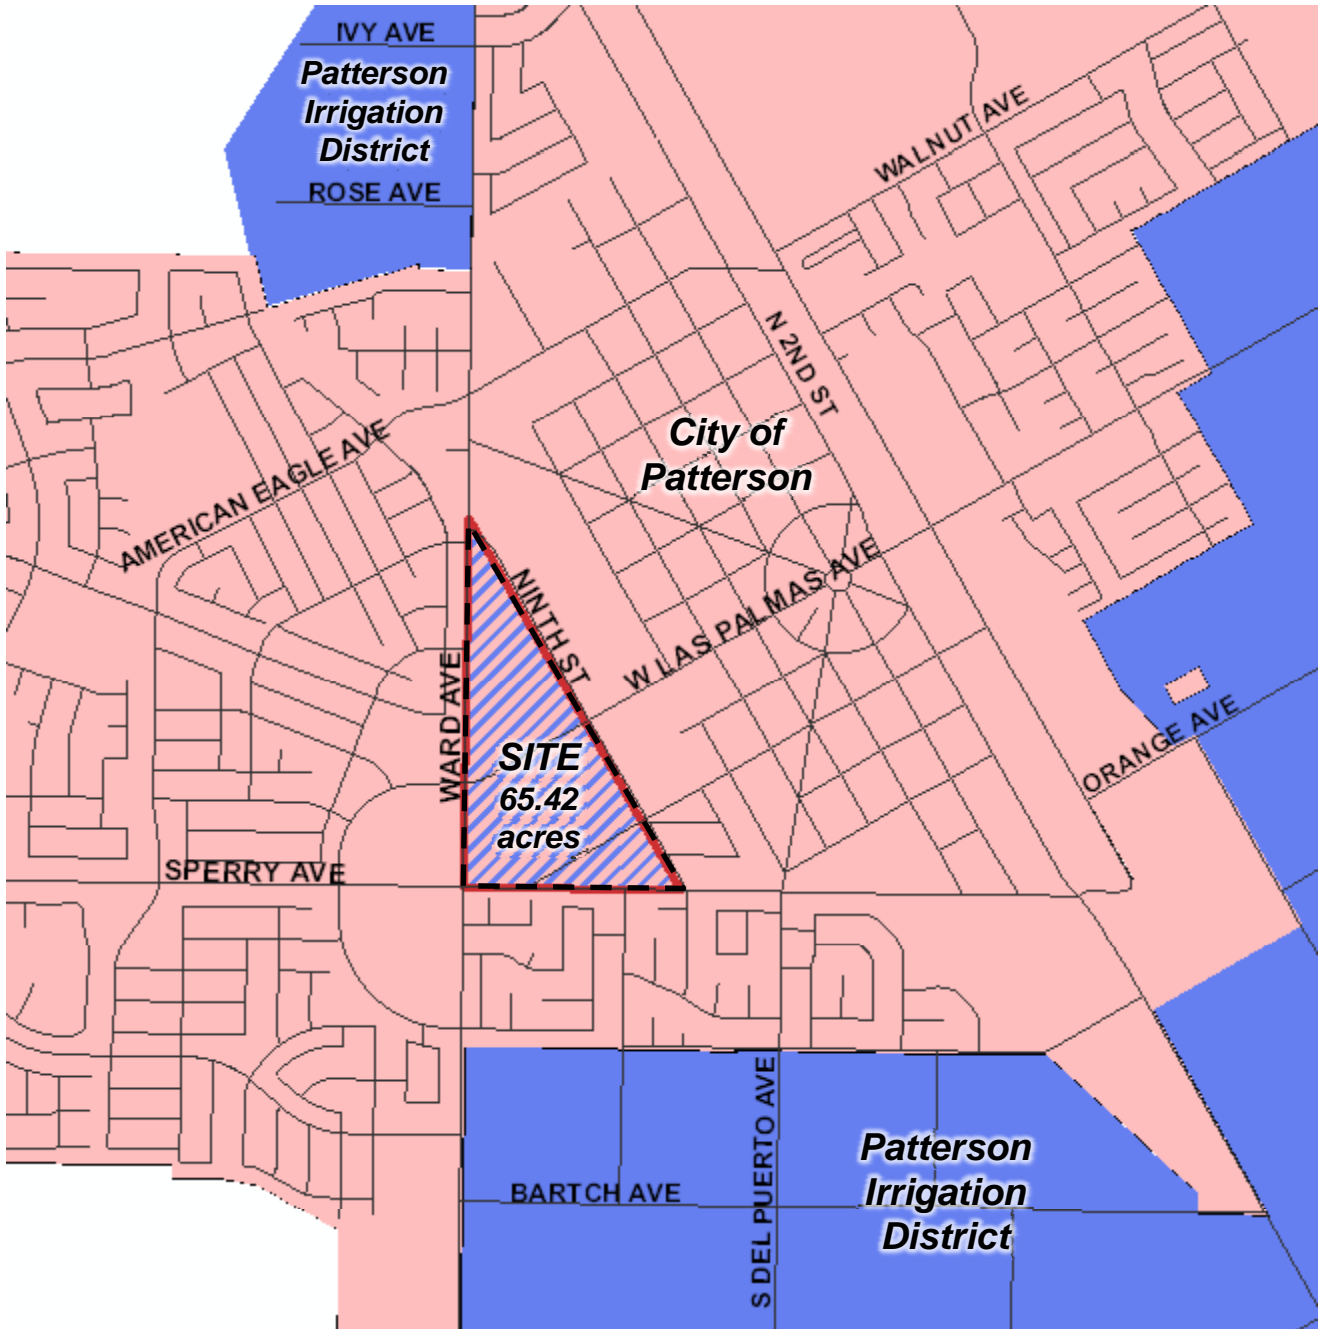 IVY AVE
Patterson
Irrigation
District
ROSE AVE
WALNUT AVE
N 2ND ST
City of
Patterson
AMERICAN EAGLE AVE
NINTH ST
W LAS PALMAS AVE
WARD AVE
SITE
65.42
acres
ORANGE AVE
SPERRY AVE
S DEL PUERTO AVE
Patterson
Irrigation
District
BARTCH AVE